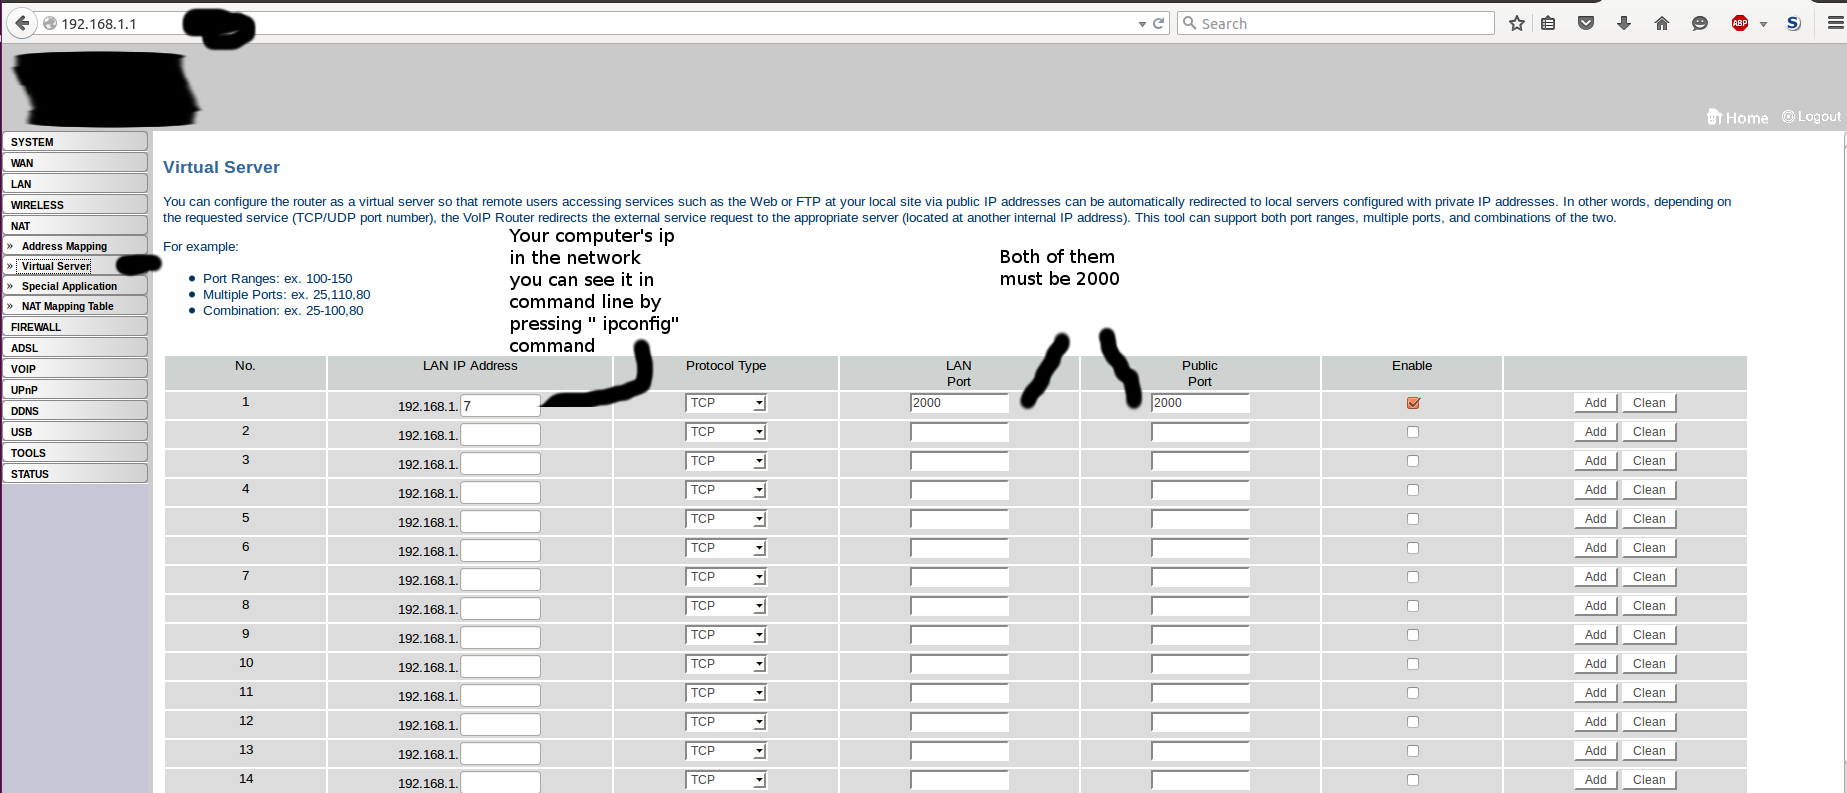 192.168.1.1
Search
ABP
S
Home
Logout
SYSTEM
WAN
LAN
WIRELESS
NAT
» Address Mapping
» Virtual Server
» Special Application
» NAT Mapping Table
FIREWALL
ADSL
VOIP
UPnP
DDNS
USB
TOOLS
STATUS
Virtual Server
You can configure the router as a virtual server so that remote users accessing services such as the Web or FTP at your local site via public IP addresses can be automatically redirected to local servers configured with private IP addresses. In other words, depending on
the requested service (TCP/UDP port number), the VoIP Router redirects the external service request to the appropriate server (located at another internal IP address). This tool can support both port ranges, multiple ports, and combinations of the two.
For example:
• Port Ranges: ex. 100-150
• Multiple Ports: ex. 25,110,80
• Combination: ex. 25-100,80
Your computer's ip
in the network
you can see it in
command line by
pressing " ipconfig"
command
Both of them
must be 2000
No. LAN IP Address Protocol Type LAN Port Public Port Enable
1 192.168.1. 7 TCP 2000 2000 Add Clean
2 192.168.1. TCP Add Clean
3 192.168.1. TCP Add Clean
4 192.168.1. TCP Add Clean
5 192.168.1. TCP Add Clean
6 192.168.1. TCP Add Clean
7 192.168.1. TCP Add Clean
8 192.168.1. TCP Add Clean
9 192.168.1. TCP Add Clean
10 192.168.1. TCP Add Clean
11 192.168.1. TCP Add Clean
12 192.168.1. TCP Add Clean
13 192.168.1. TCP Add Clean
14 192.168.1. TCP Add Clean